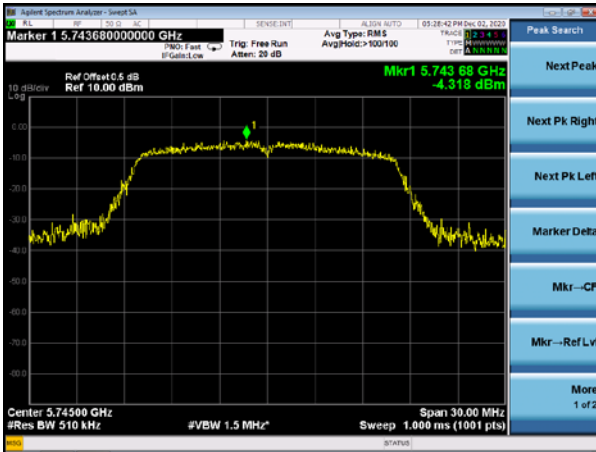 Agilent Spectrum Analyzer - Swept SA
RL RF 50 Ω AC SENSE:INT ALIGN AUTO 05:28:42 PM Dec 02, 2020
Marker 1 5.743680000000 GHz
Avg Type: RMS
TRACE 1 2 3 4 5 6
PNO: Fast
Trig: Free Run
Avg|Hold:>100/100
TYPE MWWWWW
IFGain:Low
Atten: 20 dB
DET A N N N N N
Mkr1 5.743 68 GHz
-4.318 dBm
Ref Offset 0.5 dB
10 dB/div Ref 10.00 dBm
Log
0.00
-10.0
-20.0
-30.0
-40.0
-50.0
-60.0
-70.0
-80.0
1
Center 5.74500 GHz
Span 30.00 MHz
#Res BW 510 kHz
#VBW 1.5 MHz*
Sweep 1.000 ms (1001 pts)
MSG
STATUS
Peak Search
Next Peak
Next Pk Right
Next Pk Left
Marker Delta
Mkr→CF
Mkr→Ref Lvl
More
1 of 2